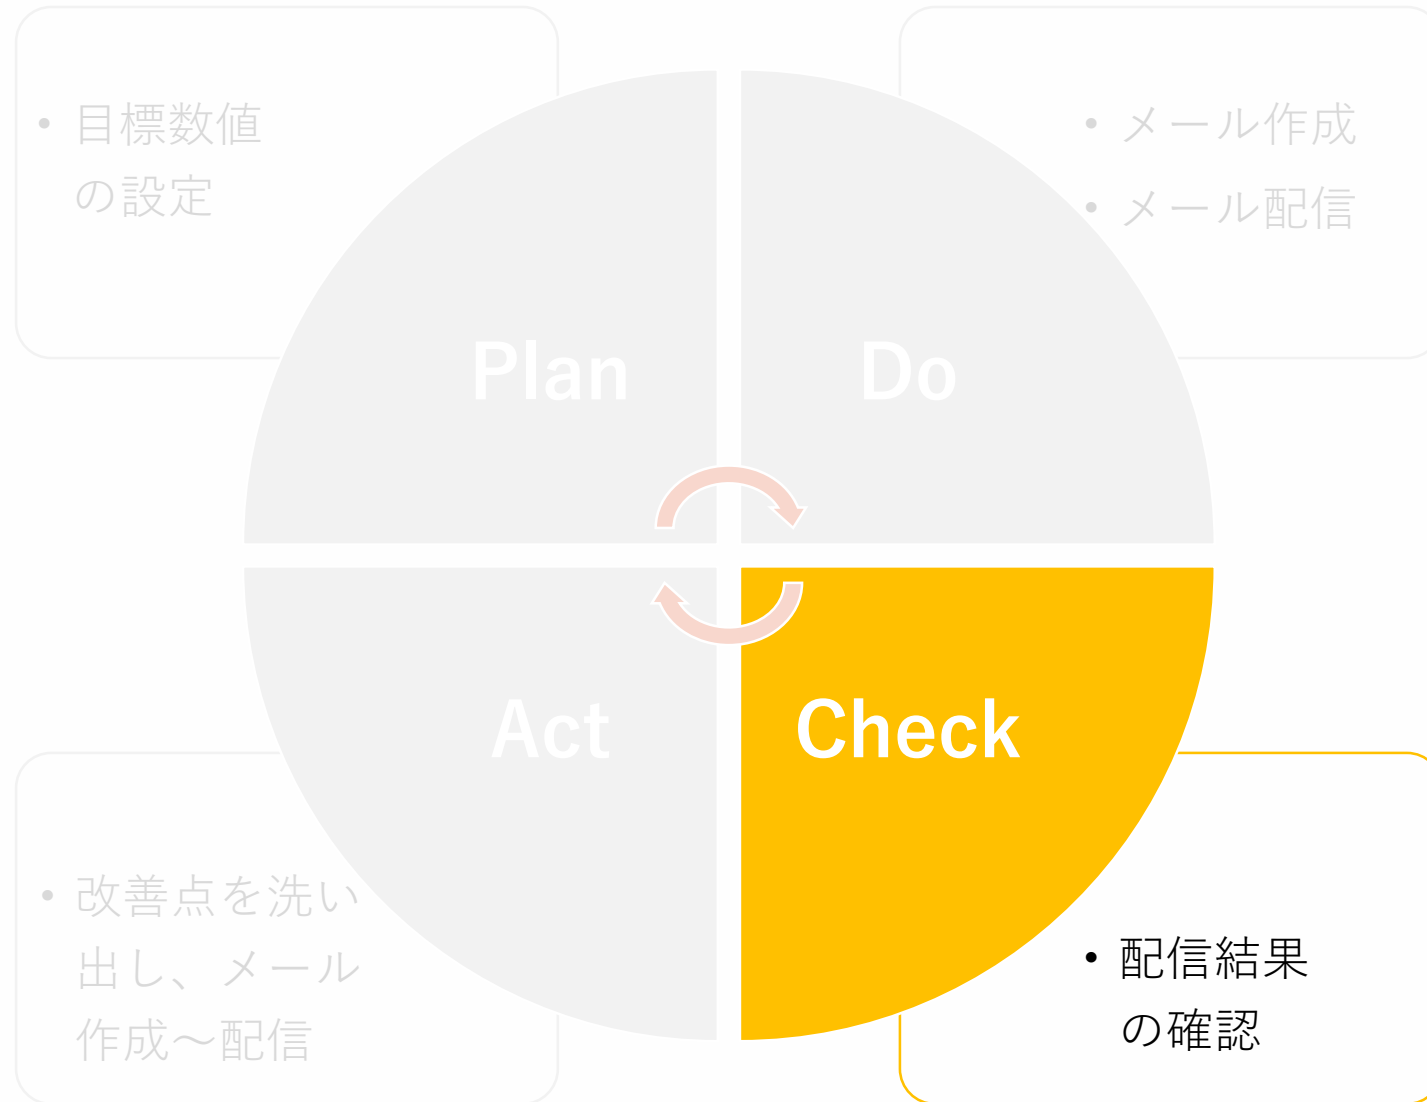 • 目標数値
の設定
• メール作成
• メール配信
Plan
Do
Act
Check
• 改善点を洗い
出し、メール
作成～配信
• 配信結果
の確認